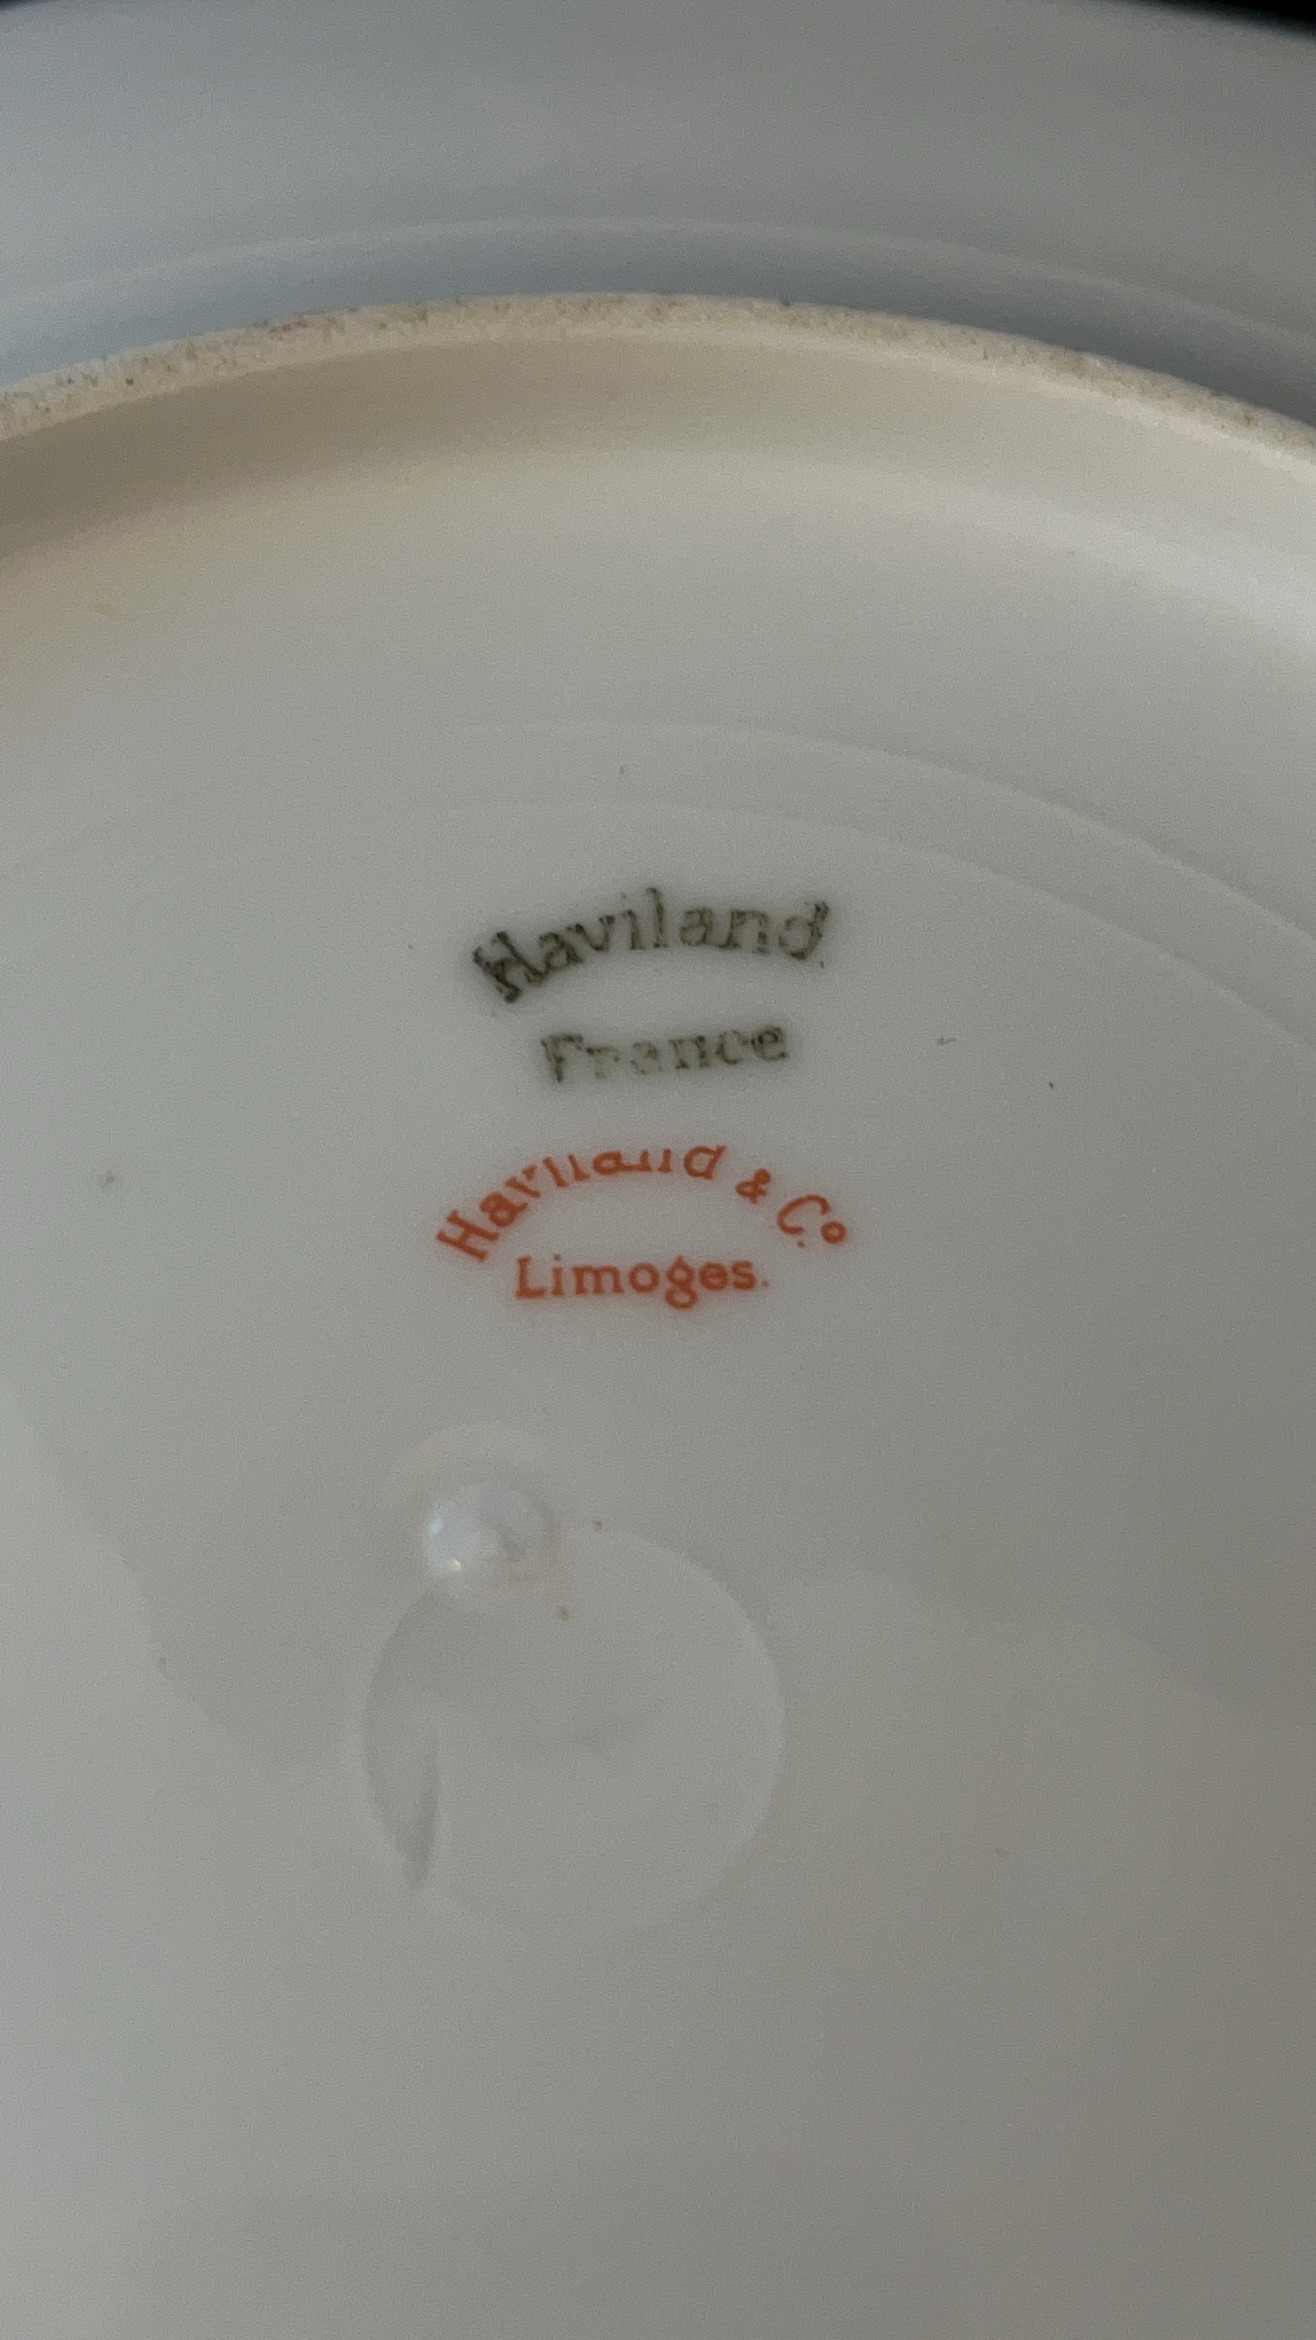 Haviland
France
Haviland & Co
Limoges.